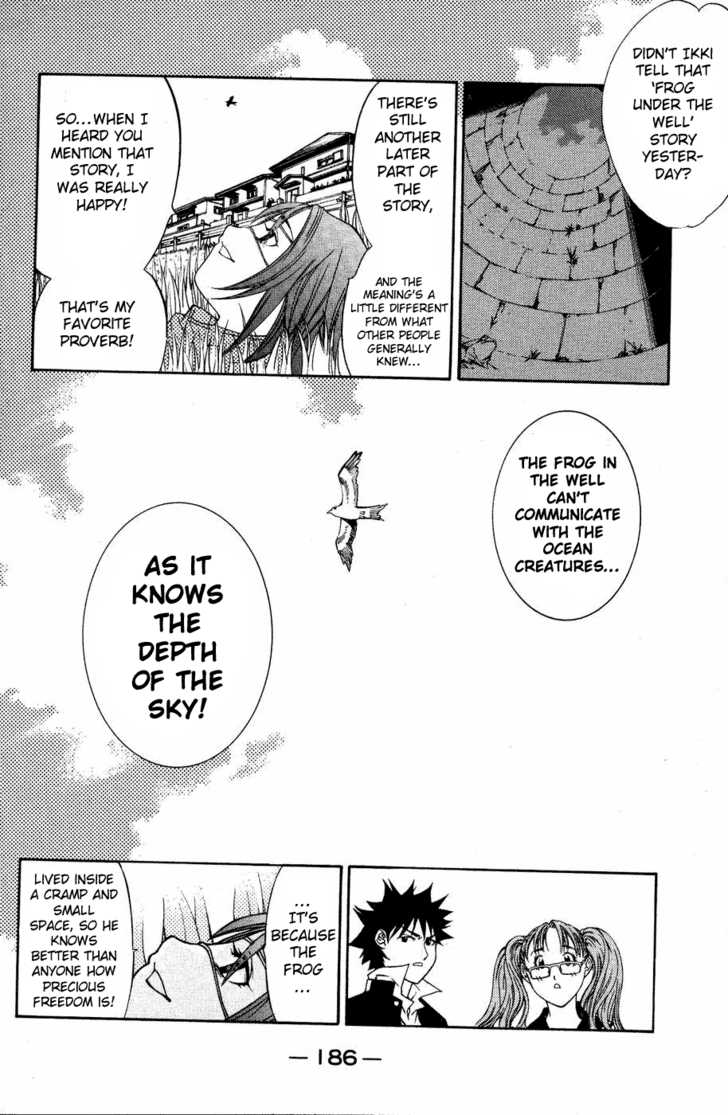 DIDN'T IKKI
TELL THAT
'FROG
UNDER THE
WELL'
STORY
YESTER-
DAY?
THERE'S
STILL
ANOTHER
LATER
PART OF
THE
STORY,
AND THE
MEANING'S A
LITTLE DIFFERENT
FROM WHAT
OTHER PEOPLE
GENERALLY
KNEW...
SO...WHEN I
HEARD YOU
MENTION THAT
STORY, I
WAS REALLY
HAPPY!
THAT'S MY
FAVORITE
PROVERB!
THE FROG IN
THE WELL
CAN'T
COMMUNICATE
WITH THE
OCEAN
CREATURES...
AS IT
KNOWS
THE
DEPTH
OF THE
SKY!
...
IT'S
BECAUSE
THE
FROG
...
LIVED INSIDE
A CRAMP AND
SMALL
SPACE, SO HE
KNOWS
BETTER THAN
ANYONE HOW
PRECIOUS
FREEDOM IS!
— 186 —